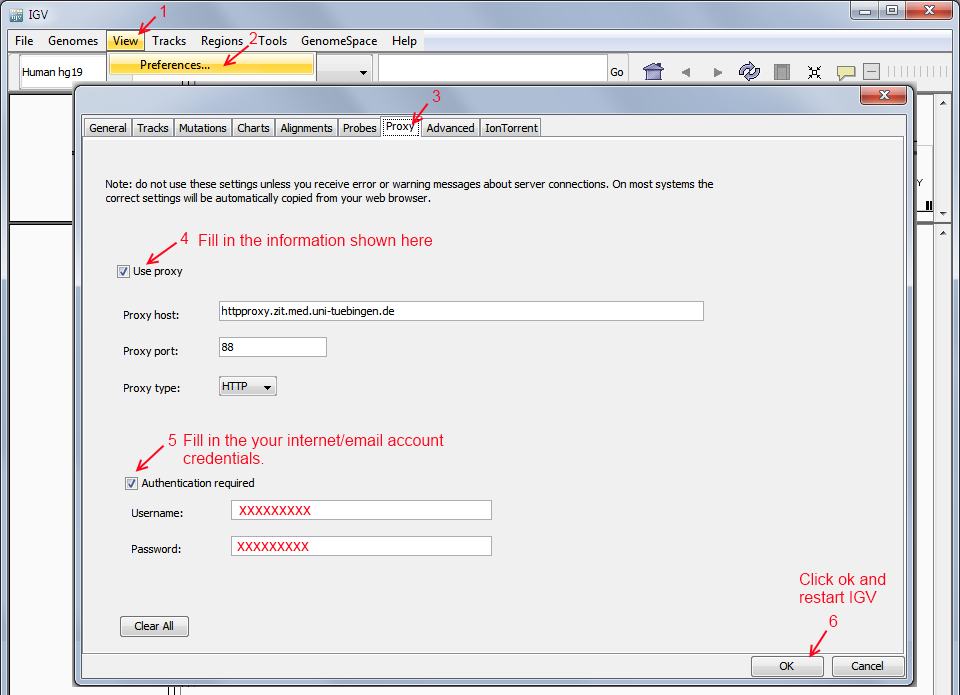 IGV
1
File Genomes View Tracks Regions Tools GenomeSpace Help
2
Preferences...
Human hg19
Go
3
General Tracks Mutations Charts Alignments Probes Proxy Advanced IonTorrent
Y
Note: do not use these settings unless you receive error or warning messages about server connections. On most systems the
correct settings will be automatically copied from your web browser.
4 Fill in the information shown here
Use proxy
Proxy host: httpproxy.zit.med.uni-tuebingen.de
Proxy port: 88
Proxy type: HTTP
5 Fill in the your internet/email account
credentials.
Authentication required
Username: XXXXXXXXX
Password: XXXXXXXXX
Click ok and
restart IGV
6
Clear All
OK Cancel